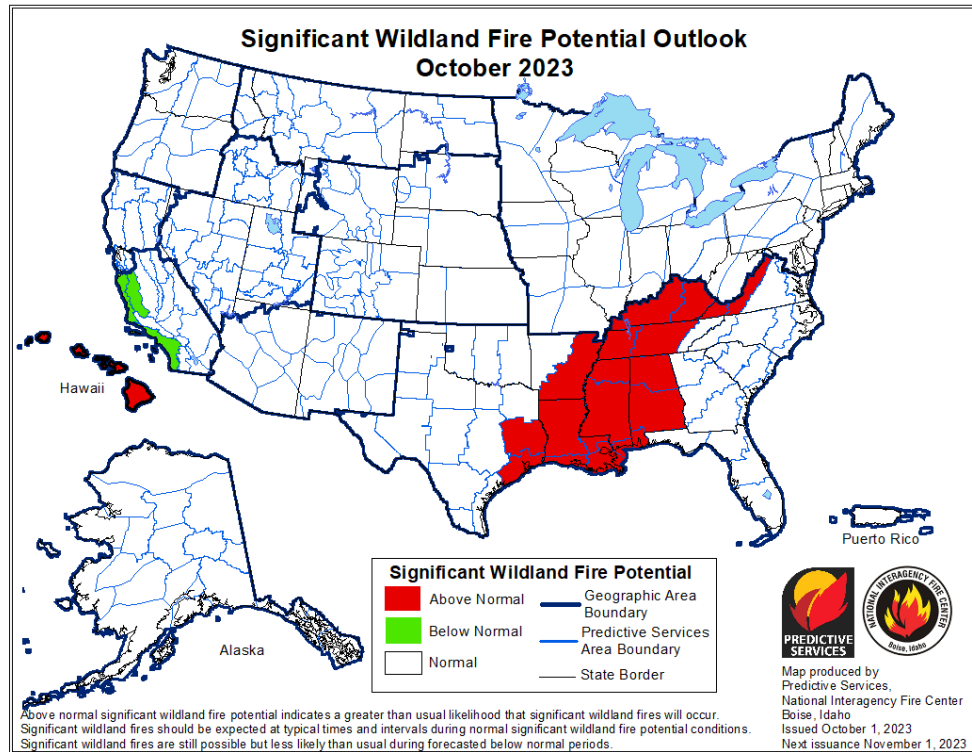 Significant Wildland Fire Potential Outlook
October 2023
Hawaii
Puerto Rico
Alaska
Significant Wildland Fire Potential
Above Normal
Below Normal
Normal
Geographic Area
Boundary
Predictive Services
Area Boundary
State Border
PREDICTIVE
SERVICES
NATIONAL INTERAGENCY FIRE CENTER
Boise, Idaho
Map produced by
Predictive Services,
National Interagency Fire Center
Boise, Idaho
Issued October 1, 2023
Next issuance November 1, 2023
Above normal significant wildland fire potential indicates a greater than usual likelihood that significant wildland fires will occur.
Significant wildland fires should be expected at typical times and intervals during normal significant wildland fire potential conditions.
Significant wildland fires are still possible but less likely than usual during forecasted below normal periods.